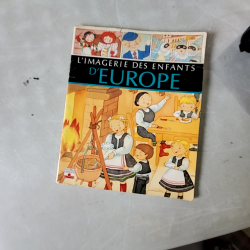 L'IMAGERIE DES ENFANTS
D'EUROPE